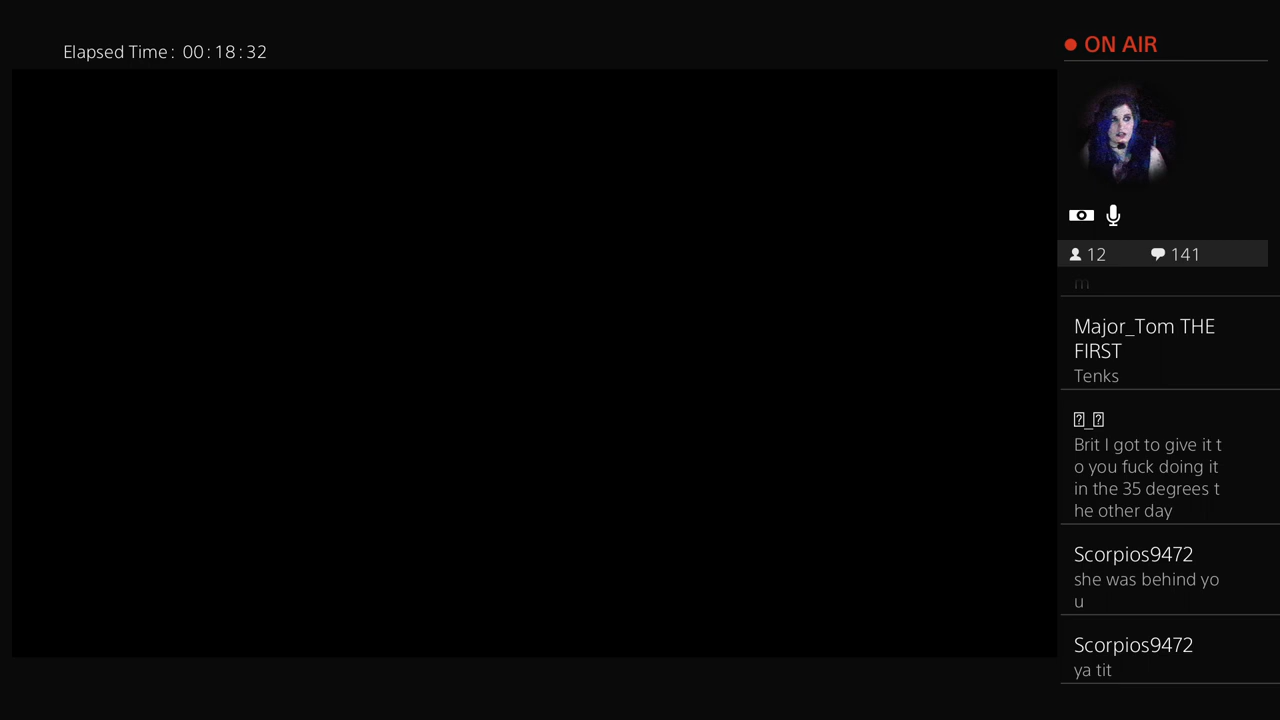 Elapsed Time: 00:18:32
ON AIR
12 141
m
Major_Tom THE
FIRST
Tenks
_
Brit I got to give it t
o you fuck doing it
in the 35 degrees t
he other day
Scorpios9472
she was behind yo
u
Scorpios9472
ya tit